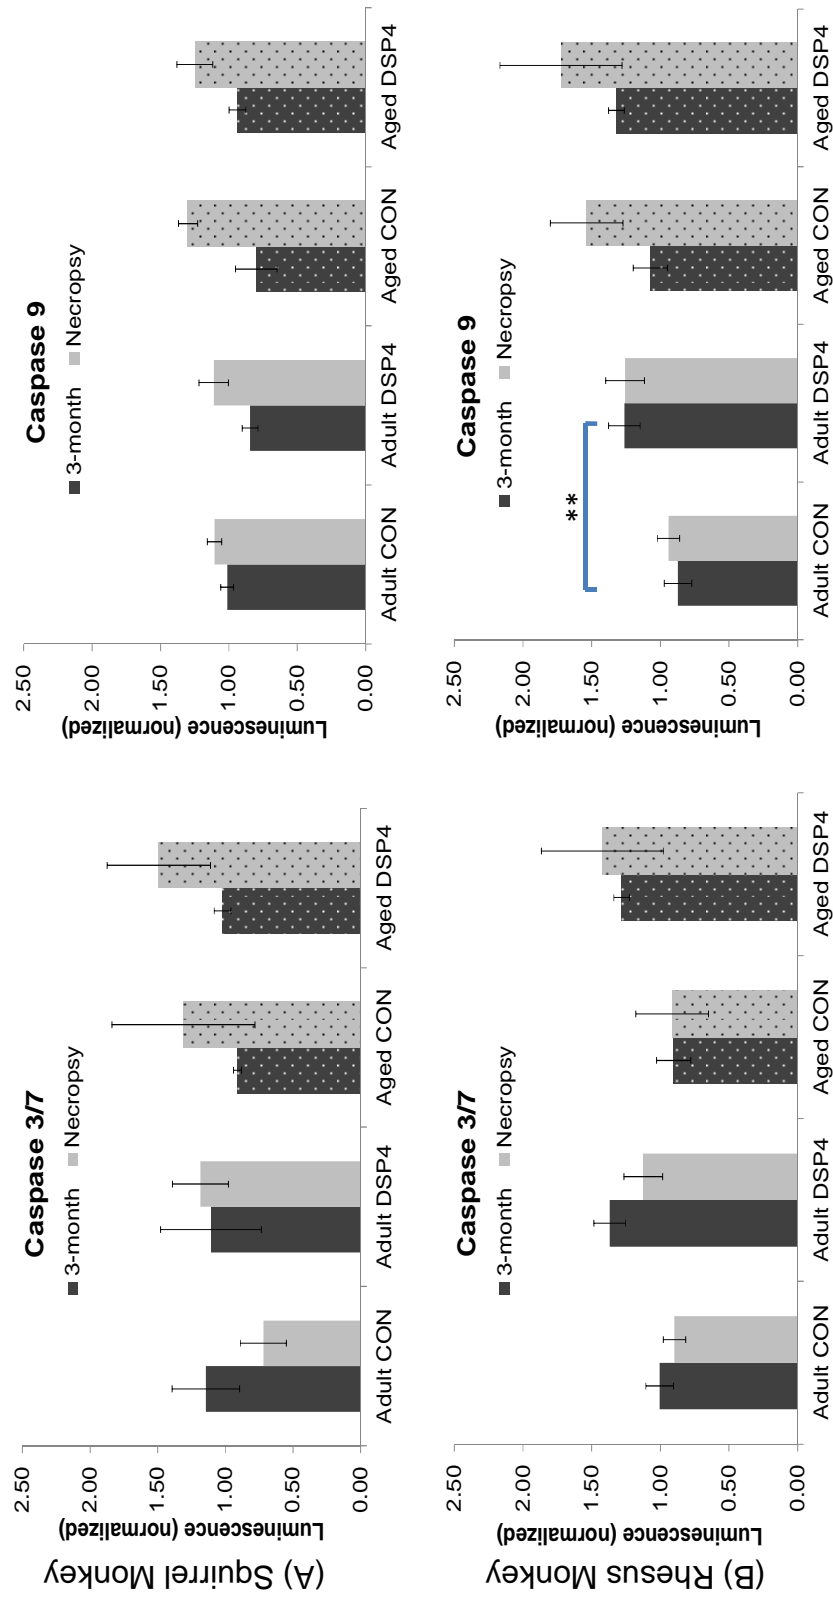 (A) Squirrel Monkey
Caspase 3/7
3-month Necropsy
Luminescence (normalized)
2.50
2.00
1.50
1.00
0.50
0.00
Adult CON Adult DSP4 Aged CON Aged DSP4
Caspase 9
3-month Necropsy
Luminescence (normalized)
2.50
2.00
1.50
1.00
0.50
0.00
Adult CON Adult DSP4 Aged CON Aged DSP4
(B) Rhesus Monkey
Caspase 3/7
3-month Necropsy
Luminescence (normalized)
2.50
2.00
1.50
1.00
0.50
0.00
Adult CON Adult DSP4 Aged CON Aged DSP4
Caspase 9
3-month Necropsy
Luminescence (normalized)
2.50
2.00
1.50
1.00
0.50
0.00
**
Adult CON Adult DSP4 Aged CON Aged DSP4